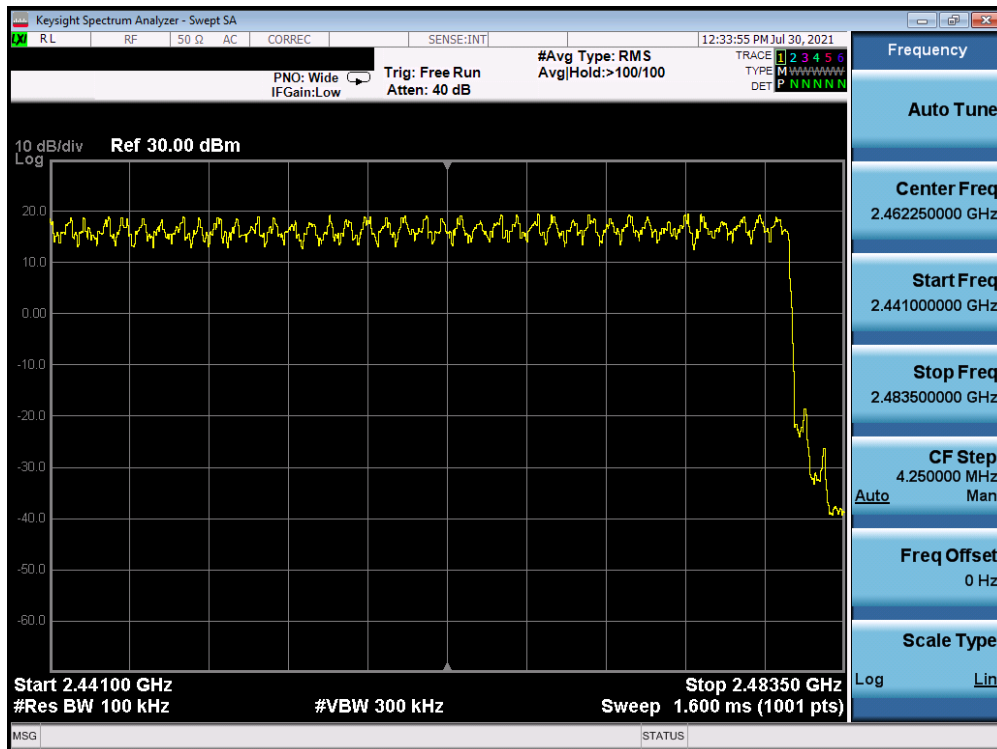 Keysight Spectrum Analyzer - Swept SA
LXI RL RF 50 Ω AC CORREC SENSE:INT 12:33:55 PM Jul 30, 2021
PNO: Wide
IFGain:Low
Trig: Free Run
Atten: 40 dB
#Avg Type: RMS
Avg|Hold:>100/100
TRACE 1 2 3 4 5 6
TYPE M WWWWW
DET P N N N N N
10 dB/div Ref 30.00 dBm
Log
20.0
10.0
0.00
-10.0
-20.0
-30.0
-40.0
-50.0
-60.0
Start 2.44100 GHz
Stop 2.48350 GHz
#Res BW 100 kHz
#VBW 300 kHz
Sweep 1.600 ms (1001 pts)
MSG
STATUS
Frequency
Auto Tune
Center Freq
2.462250000 GHz
Start Freq
2.441000000 GHz
Stop Freq
2.483500000 GHz
CF Step
4.250000 MHz
Auto Man
Freq Offset
0 Hz
Scale Type
Log Lin